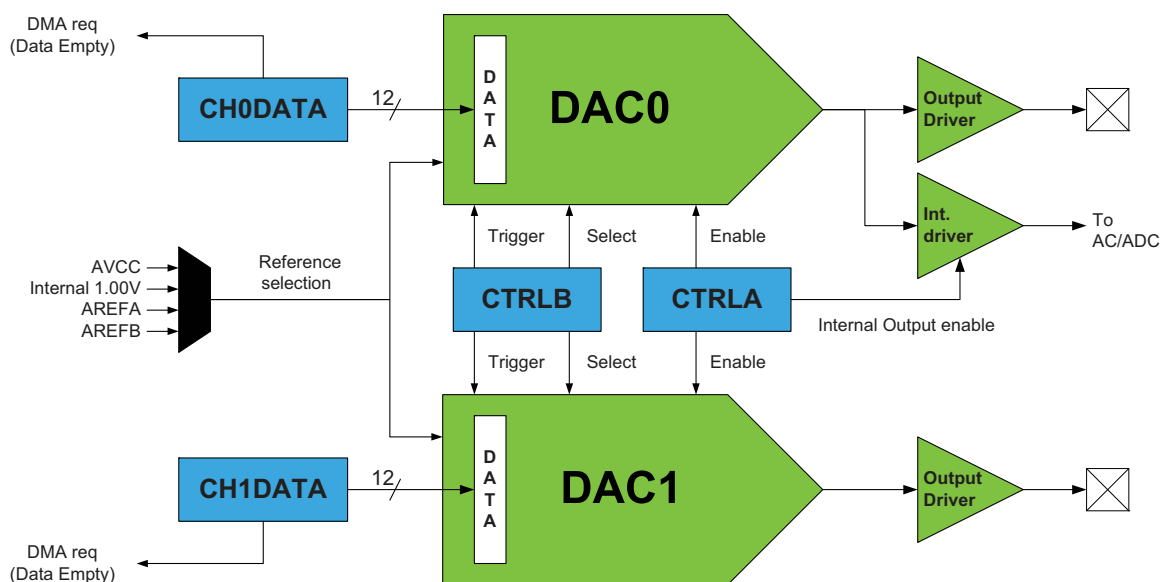 DMA req
(Data Empty)
CH0DATA
12
D
A
T
A
DAC0
Output
Driver
Int.
driver
To
AC/ADC
Trigger
Select
Enable
AVCC
Internal 1.00V
AREFA
AREFB
Reference
selection
CTRLB
CTRLA
Internal Output enable
Trigger
Select
Enable
CH1DATA
12
D
A
T
A
DAC1
Output
Driver
DMA req
(Data Empty)